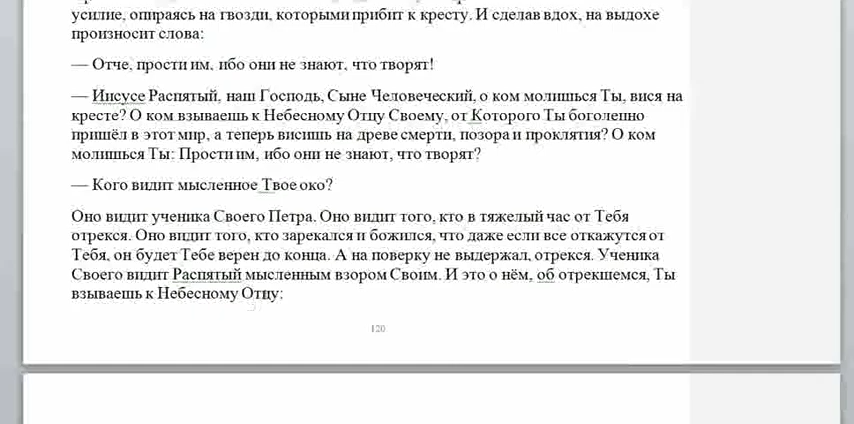 усилие, опираясь на гвозди, которыми прибит к кресту. И сделав вдох, на выдохе
произносит слова:
— Отче, прости им, ибо они не знают, что творят!
— Иисусе Распятый, наш Господь, Сыне Человеческий, о ком молишься Ты, вися на
кресте? О ком взываешь к Небесному Отцу Своему, от Которого Ты боголепно
пришёл в этот мир, а теперь висишь на древе смерти, позора и проклятия? О ком
молишься Ты: Прости им, ибо они не знают, что творят?
— Кого видит мысленное Твое око?
Оно видит ученика Своего Петра. Оно видит того, кто в тяжелый час от Тебя
отрекся. Оно видит того, кто зарекался и божился, что даже если все откажутся от
Тебя, он будет Тебе верен до конца. А на поверку не выдержал, отрекся. Ученика
Своего видит Распятый мысленным взором Своим. И это о нём, об отрекшемся, Ты
взываешь к Небесному Отцу:
120